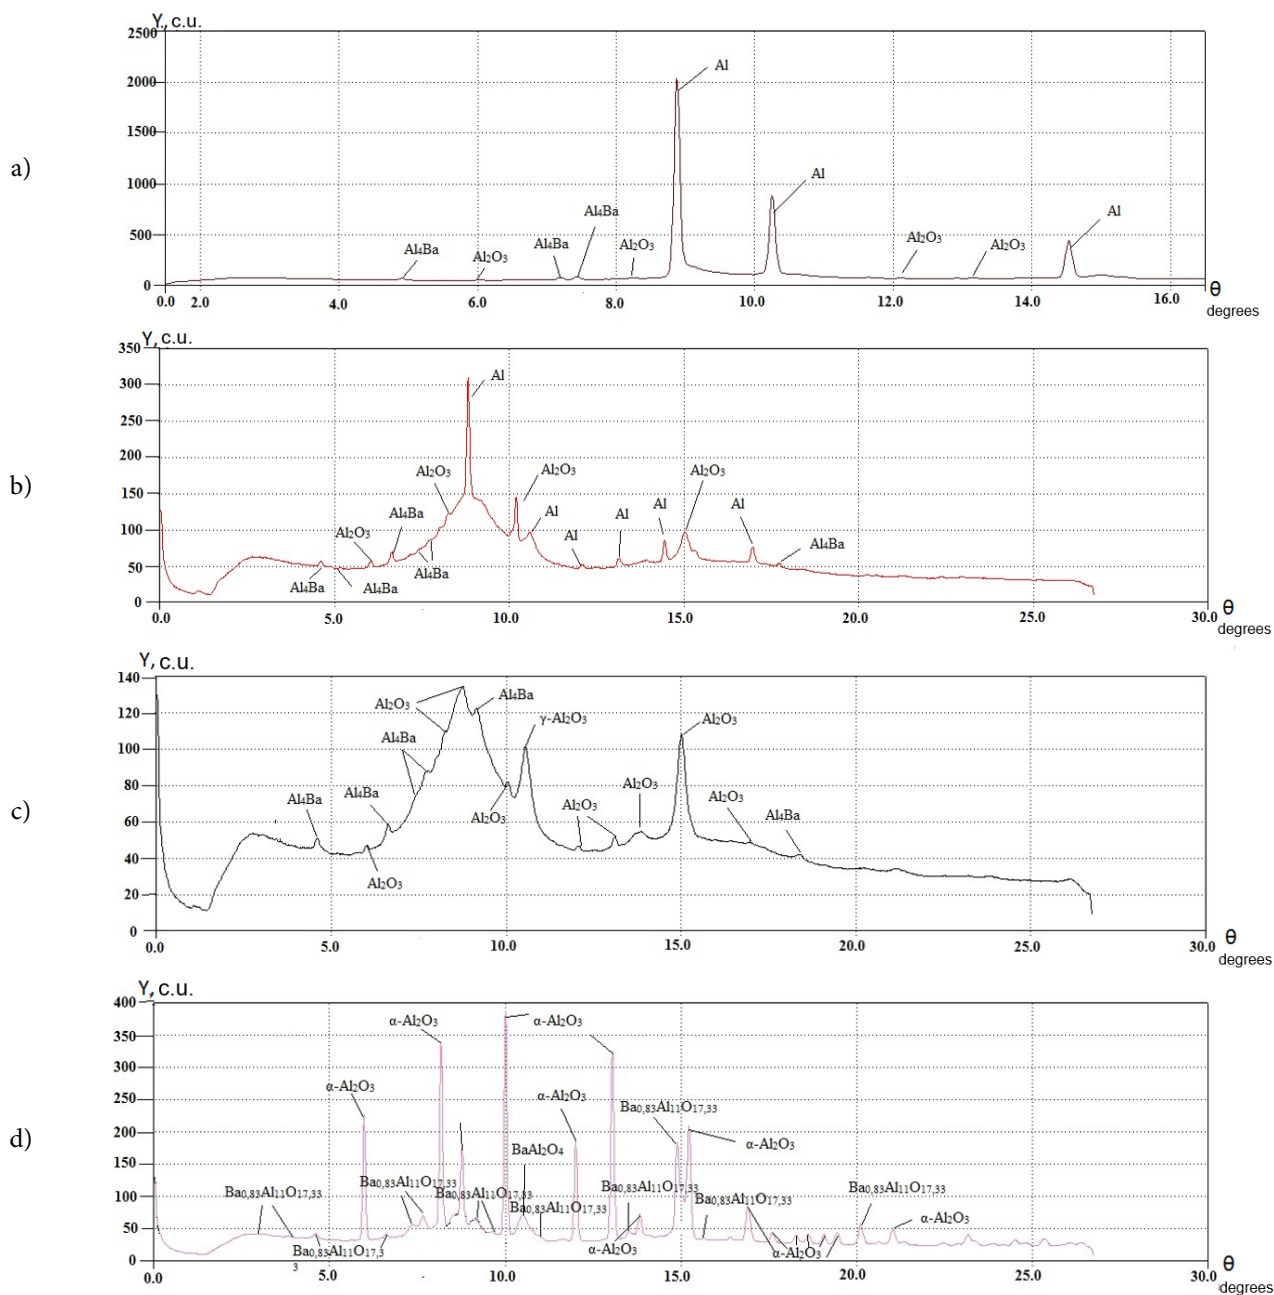 Y, c.u.
2500
2000
1500
1000
500
0
a)
Al
Al
Al
Al₄Ba
Al₂O₃
Al₄Ba
Al₄Ba
Al₂O₃
Al₂O₃
Al₂O₃
0.0 2.0 4.0 6.0 8.0 10.0 12.0 14.0 16.0
θ
degrees
Y, c.u.
350
300
250
200
150
100
50
0
b)
Al
Al₂O₃
Al₂O₃
Al₂O₃
Al₄Ba
Al₂O₃
Al
Al
Al
Al
Al
Al₄Ba
Al₄Ba
Al₄Ba
Al₄Ba
0.0 5.0 10.0 15.0 20.0 25.0 30.0
θ
degrees
Y, c.u.
140
120
100
80
60
40
20
0
c)
Al₂O₃
Al₄Ba
γ-Al₂O₃
Al₂O₃
Al₄Ba
Al₄Ba
Al₄Ba
Al₂O₃
Al₂O₃
Al₂O₃
Al₂O₃
Al₂O₃
Al₄Ba
Al₂O₃
0.0 5.0 10.0 15.0 20.0 25.0 30.0
θ
degrees
Y, c.u.
400
350
300
250
200
150
100
50
0
d)
α-Al₂O₃
α-Al₂O₃
α-Al₂O₃
α-Al₂O₃
Ba₀,₈₃Al₁₁O₁₇,₃₃
α-Al₂O₃
BaAl₂O₄
Ba₀,₈₃Al₁₁O₁₇,₃₃
Ba₀,₈₃Al₁₁O₁₇,₃₃
Ba₀,₈₃Al₁₁O₁₇,₃₃
Ba₀,₈₃Al₁₁O₁₇,₃₃
Ba₀,₈₃Al₁₁O₁₇,₃₃
Ba₀,₈₃Al₁₁O₁₇,₃₃
Ba₀,₈₃Al₁₁O₁₇,₃₃
α-Al₂O₃
Ba₀,₈₃Al₁₁O₁₇,₃
3
α-Al₂O₃
α-Al₂O₃
0.0 5.0 10.0 15.0 20.0 25.0 30.0
θ
degrees